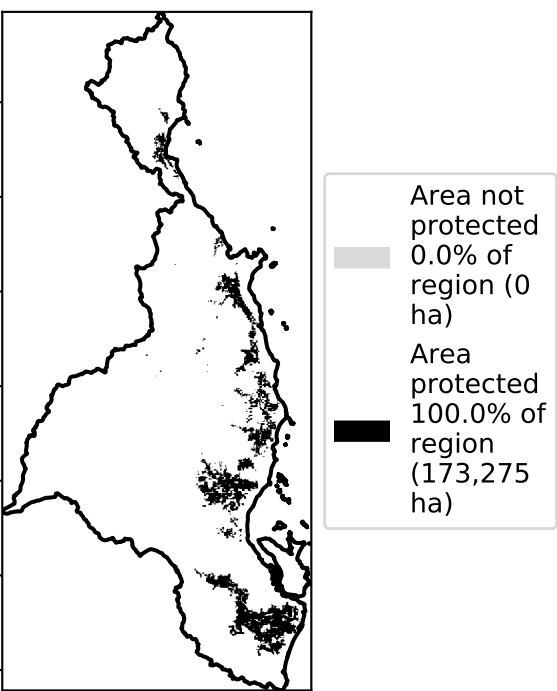 Area not
protected
0.0% of
region (0
ha)
Area
protected
100.0% of
region
(173,275
ha)